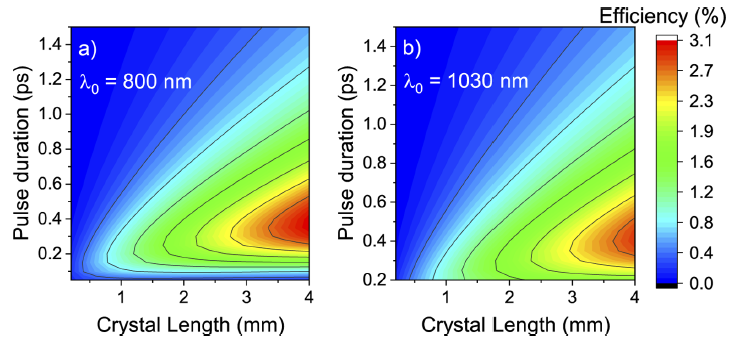 Efficiency (%)
a)
λ0 = 800 nm
b)
λ0 = 1030 nm
Pulse duration (ps)
1.4
1.2
1.0
0.8
0.6
0.4
0.2
1 2 3 4
Crystal Length (mm)
Pulse duration (ps)
1.4
1.2
1.0
0.8
0.6
0.4
0.2
1 2 3 4
Crystal Length (mm)
3.1
2.7
2.3
1.9
1.6
1.2
0.8
0.4
0.0